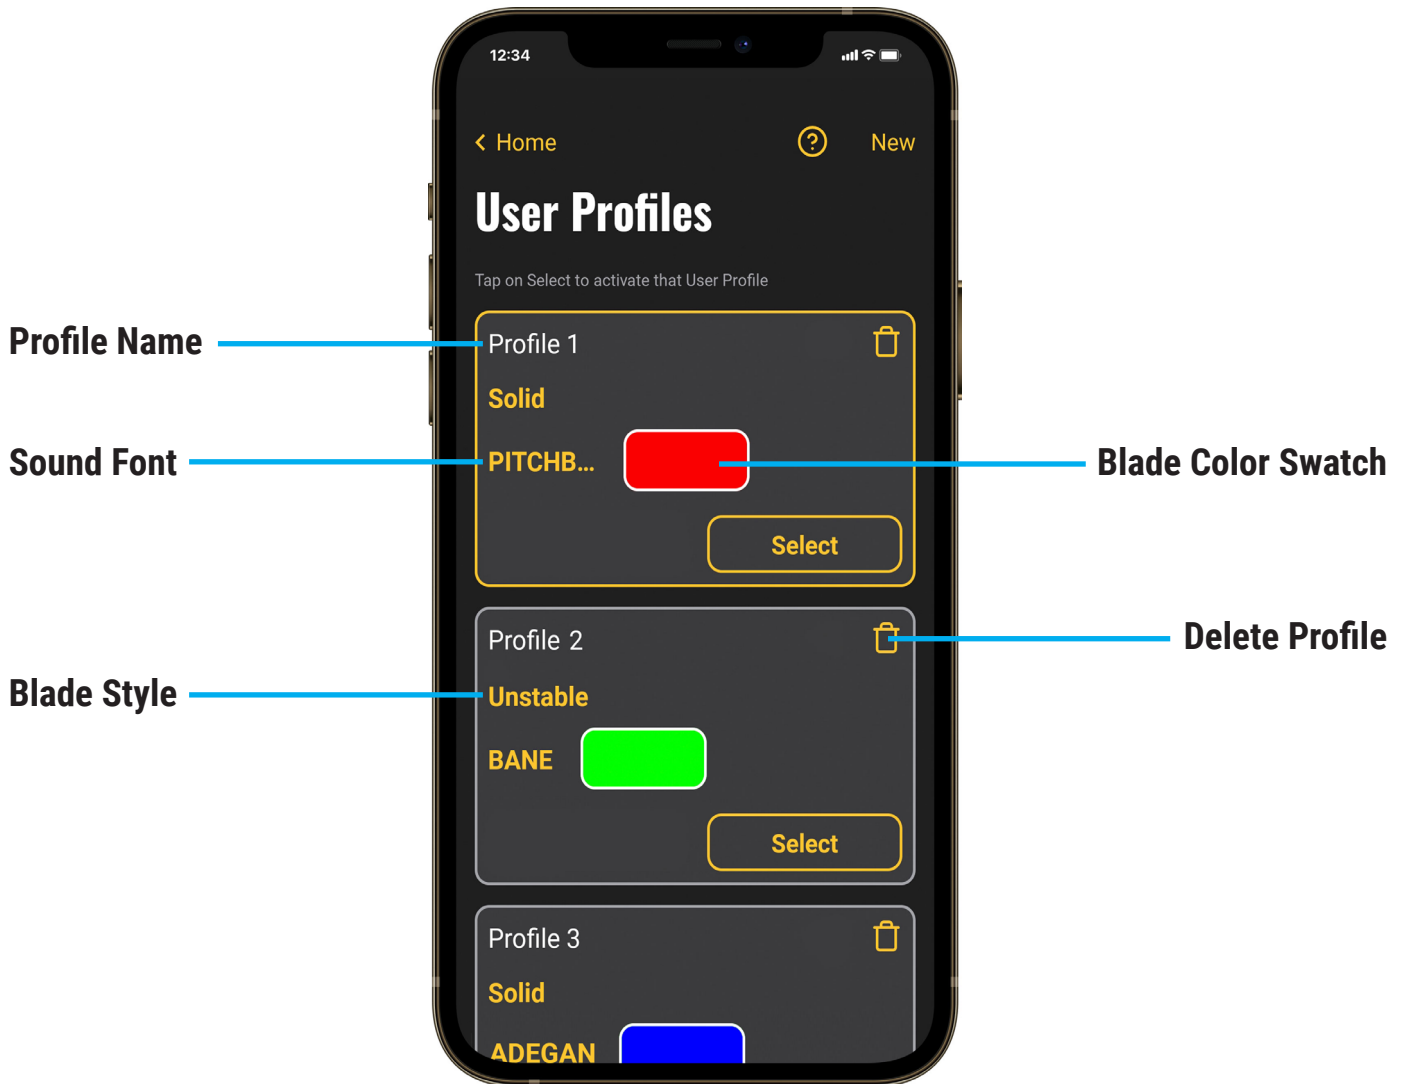 12:34
Home
New
User Profiles
Tap on Select to activate that User Profile
Profile Name
Profile 1
Solid
Sound Font
PITCHB...
Blade Color Swatch
Select
Profile 2
Delete Profile
Blade Style
Unstable
BANE
Select
Profile 3
Solid
ADEGAN